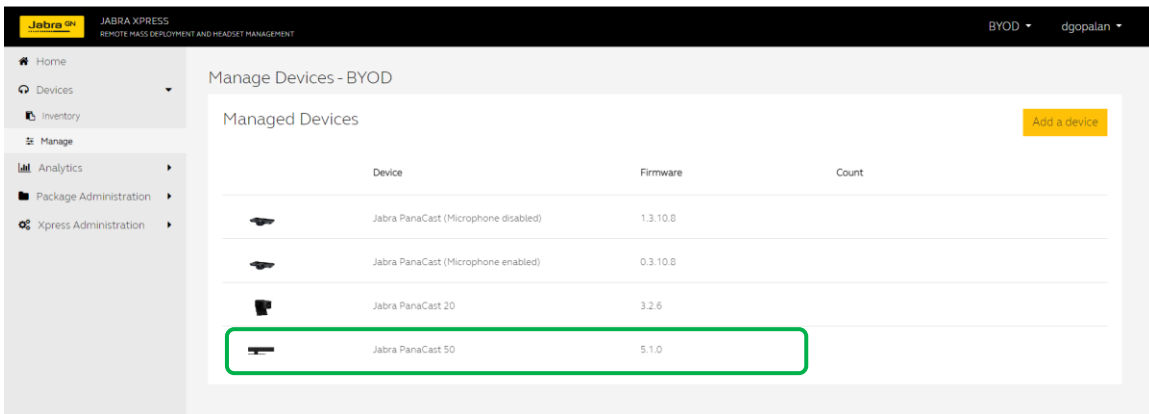 Jabra GN
JABRA XPRESS
REMOTE MASS DEPLOYMENT AND HEADSET MANAGEMENT
BYOD
dgopalan
Home
Devices
Inventory
Manage
Analytics
Package Administration
Xpress Administration
Manage Devices - BYOD
Managed Devices
Add a device
Device Firmware Count
Jabra PanaCast (Microphone disabled) 1.3.10.8
Jabra PanaCast (Microphone enabled) 0.3.10.8
Jabra PanaCast 20 3.2.6
Jabra PanaCast 50 5.1.0